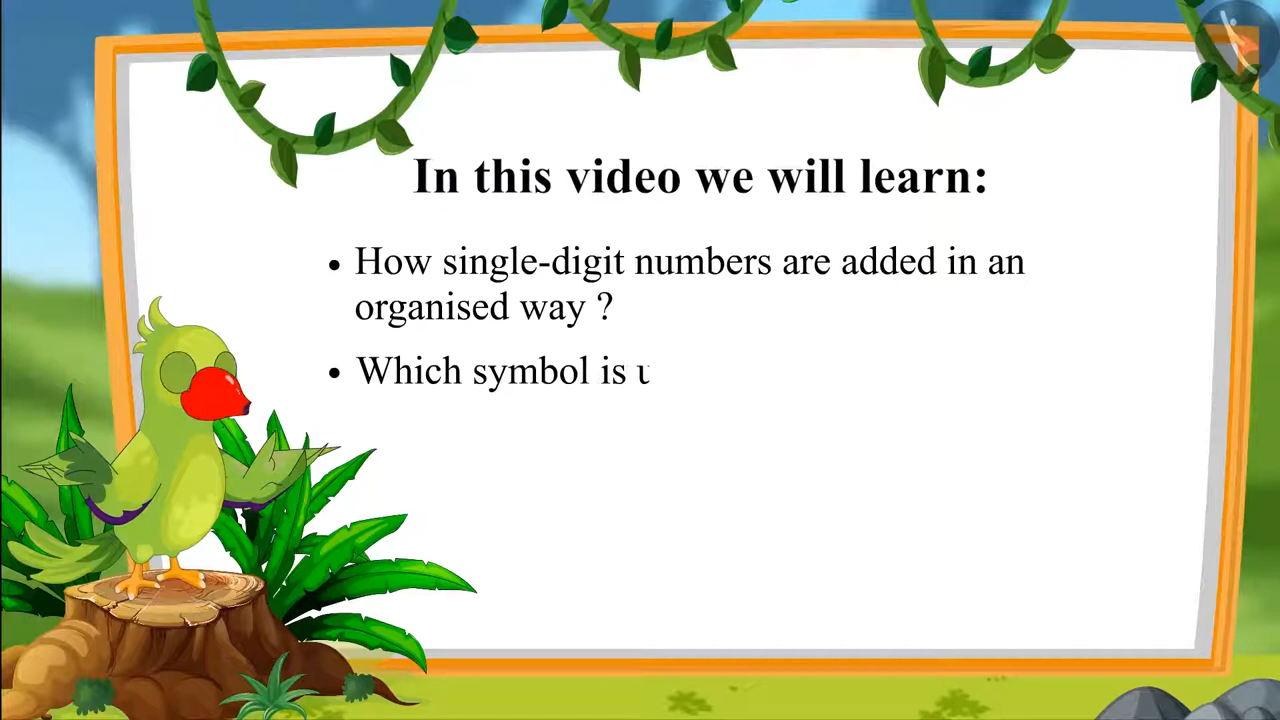 In this video we will learn:
• How single-digit numbers are added in an
organised way ?
• Which symbol is